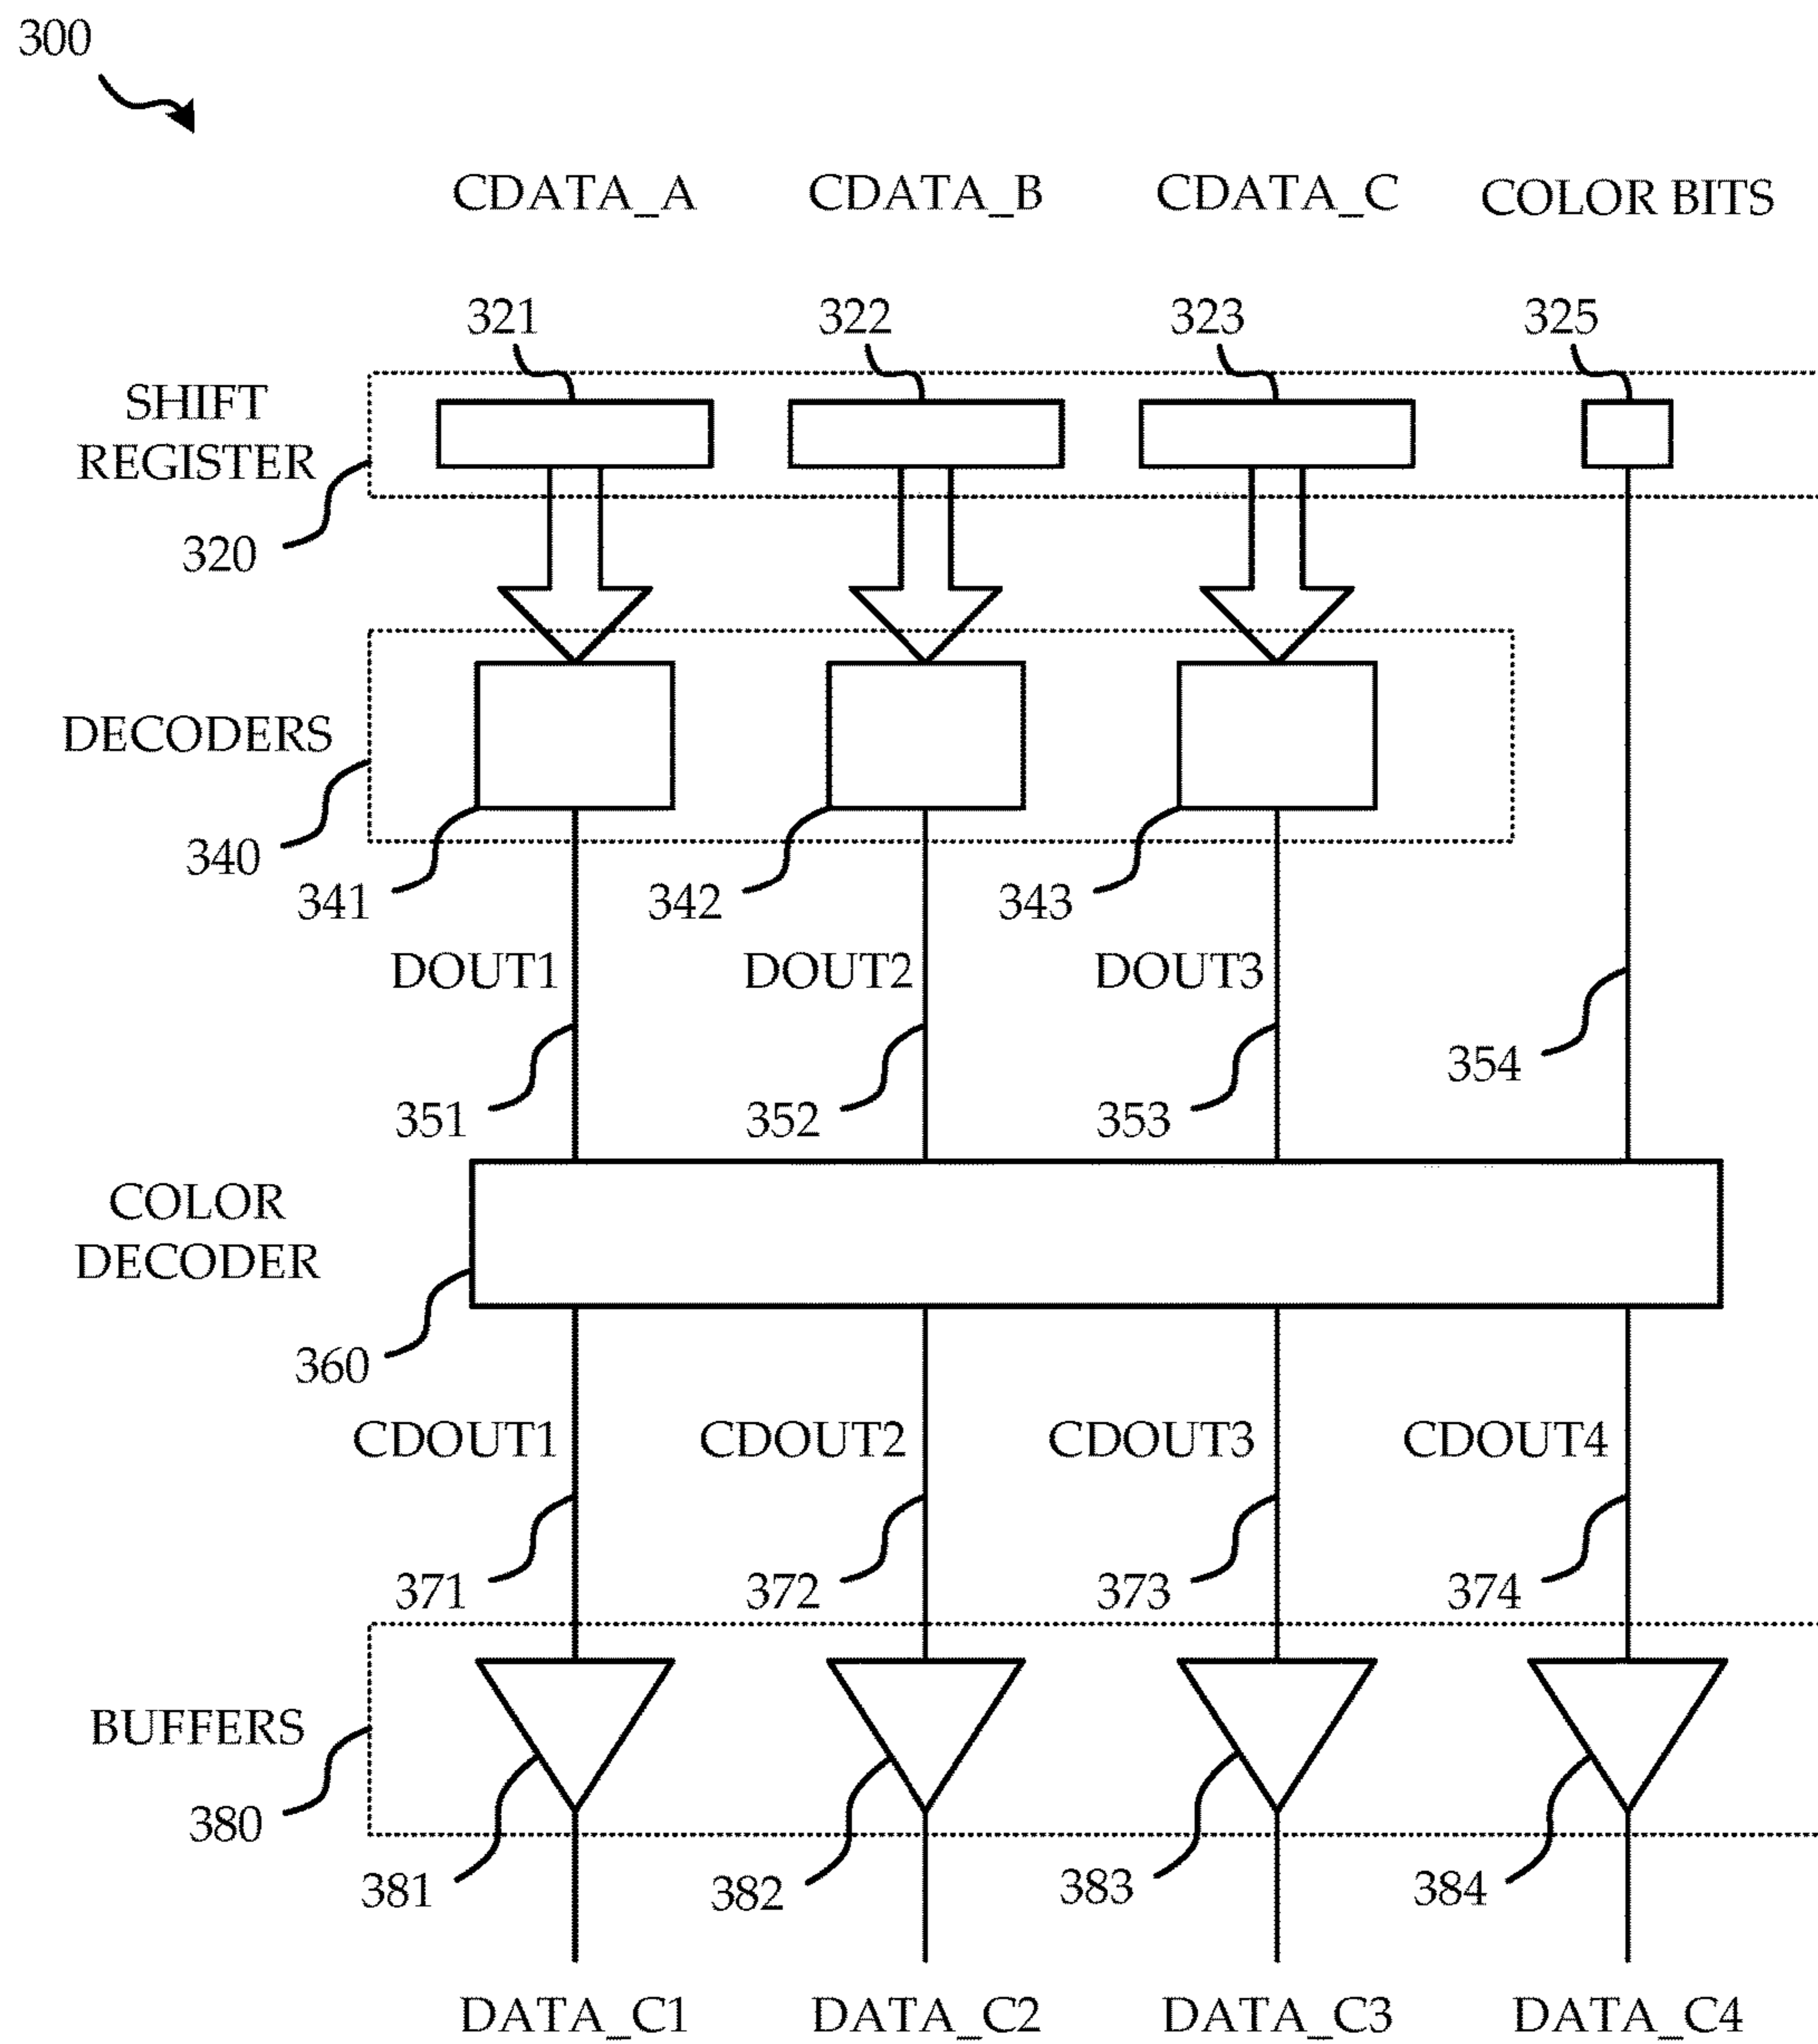 300
CDATA_A CDATA_B CDATA_C COLOR BITS
321 322 323 325
SHIFT
REGISTER
320
DECODERS
340
341 342 343
DOUT1 DOUT2 DOUT3
354
351 352 353
COLOR
DECODER
360
CDOUT1 CDOUT2 CDOUT3 CDOUT4
371 372 373 374
BUFFERS
380
381 382 383 384
DATA_C1 DATA_C2 DATA_C3 DATA_C4